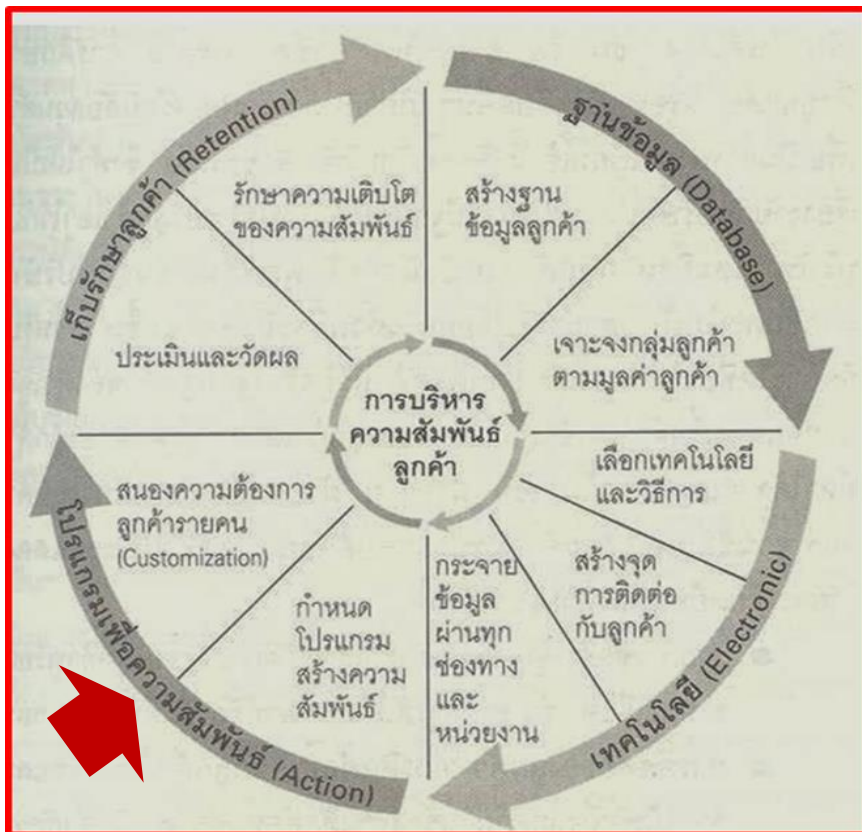 ฐานข้อมูล (Database)
สร้างฐาน
ข้อมูลลูกค้า
เจาะจงกลุ่มลูกค้า
ตามมูลค่าลูกค้า
เทคโนโลยี (Electronic)
เลือกเทคโนโลยี
และวิธีการ
สร้างจุด
การติดต่อ
กับลูกค้า
กระจาย
ข้อมูล
ผ่านทุก
ช่องทาง
และ
หน่วยงาน
โปรแกรมเพื่อความสัมพันธ์ (Action)
กำหนด
โปรแกรม
สร้างความ
สัมพันธ์
สนองความต้องการ
ลูกค้ารายคน
(Customization)
เก็บรักษาลูกค้า (Retention)
ประเมินและวัดผล
รักษาความเติบโต
ของความสัมพันธ์
การบริหาร
ความสัมพันธ์
ลูกค้า